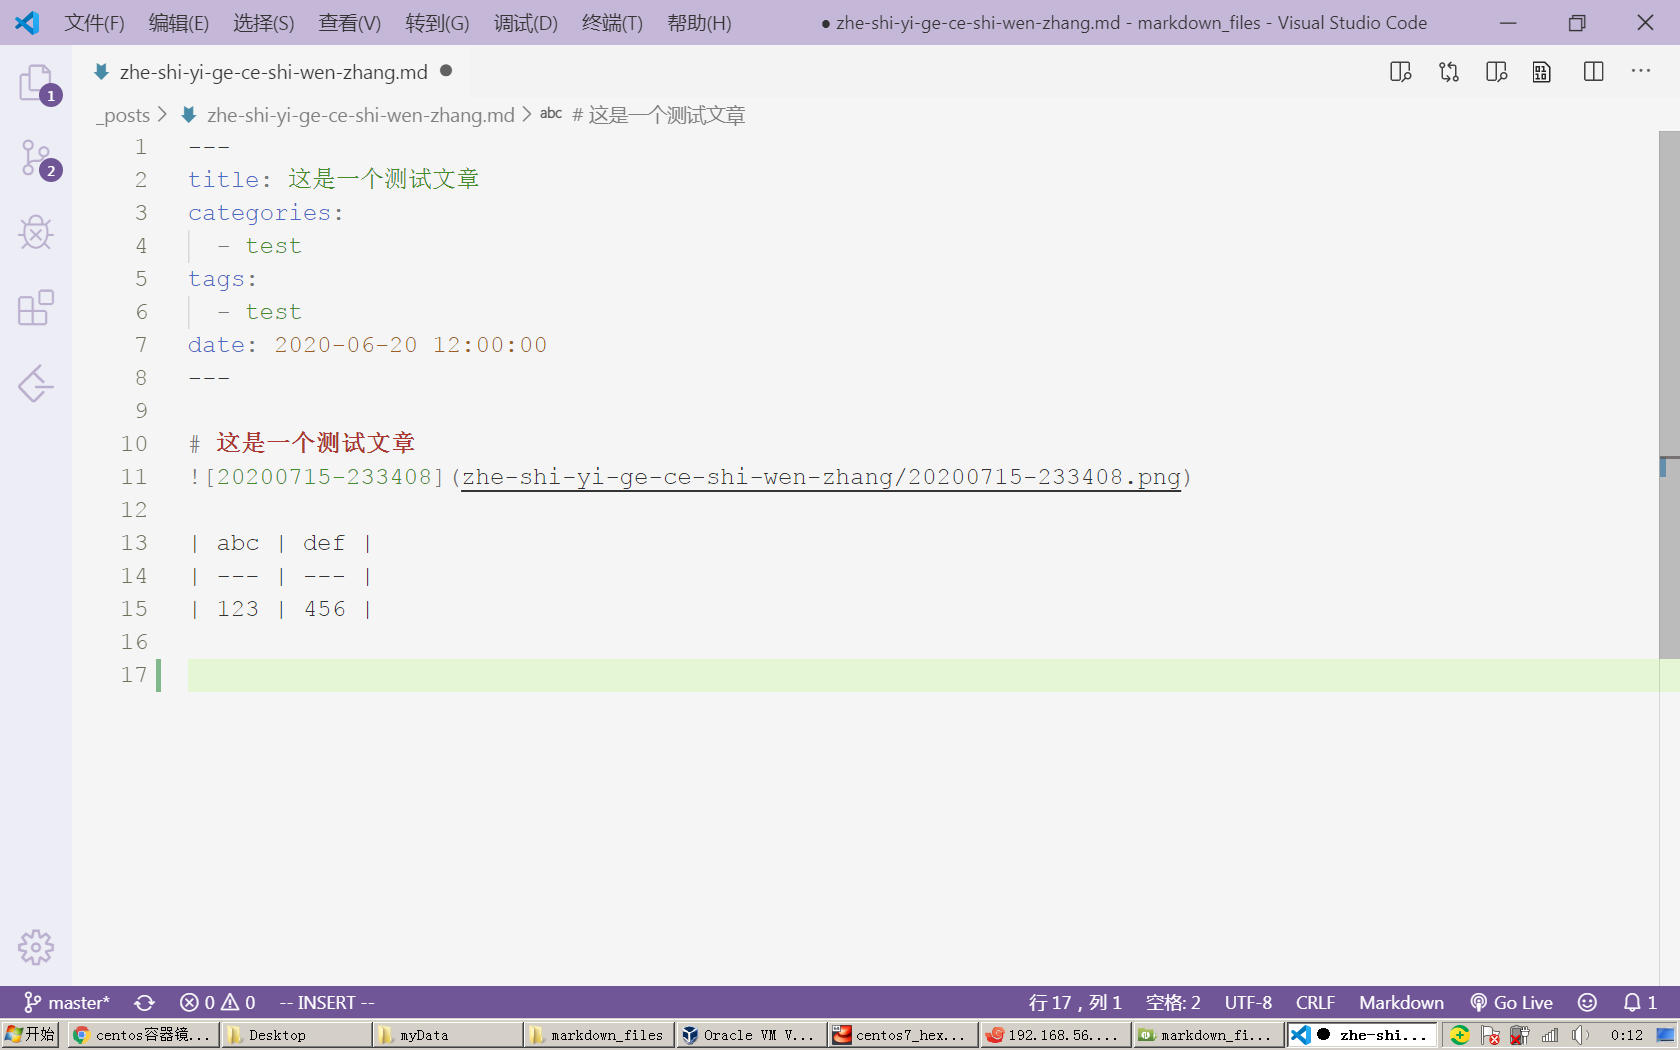 文件(F) 编辑(E) 选择(S) 查看(V) 转到(G) 调试(D) 终端(T) 帮助(H) ● zhe-shi-yi-ge-ce-shi-wen-zhang.md - markdown_files - Visual Studio Code
zhe-shi-yi-ge-ce-shi-wen-zhang.md ●
_posts > zhe-shi-yi-ge-ce-shi-wen-zhang.md > abc # 这是一个测试文章
1
2
1 ---
2 title: 这是一个测试文章
3 categories:
4 - test
5 tags:
6 - test
7 date: 2020-06-20 12:00:00
8 ---
9
10 # 这是一个测试文章
11 ![20200715-233408](zhe-shi-yi-ge-ce-shi-wen-zhang/20200715-233408.png)
12
13 | abc | def |
14 | --- | --- |
15 | 123 | 456 |
16
17
master* 0 0 -- INSERT -- 行 17，列 1 空格: 2 UTF-8 CRLF Markdown Go Live 1
开始 centos容器镜... Desktop myData markdown_files Oracle VM V... centos7_hex... 192.168.56.... markdown_fi... ● zhe-shi... 0:12